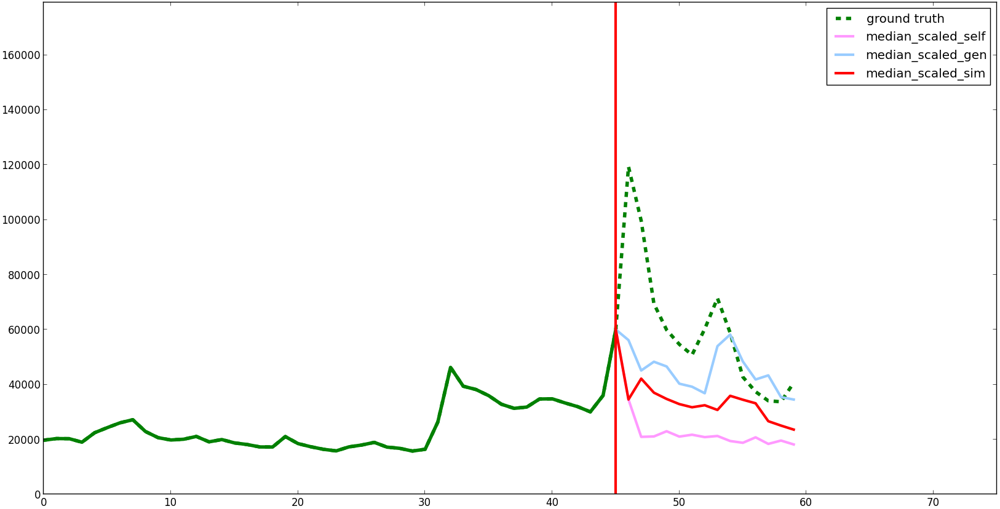 ground truth
median_scaled_self
median_scaled_gen
median_scaled_sim
160000
140000
120000
100000
80000
60000
40000
20000
0
0 10 20 30 40 50 60 70